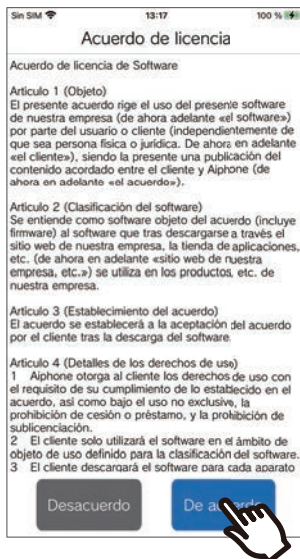 Sin SIM 13:17 100 %
Acuerdo de licencia
Acuerdo de licencia de Software
Articulo 1 (Objeto)
El presente acuerdo rige el uso del presente software
de nuestra empresa (de ahora adelante «el software»)
por parte del usuario o cliente (independientemente de
que sea persona física o jurídica. De ahora en adelante
«el cliente»), siendo la presente una publicación del
contenido acordado entre el cliente y Aiphone (de
ahora en adelante «el acuerdo»).
Articulo 2 (Clasificación del software)
Se entiende como software objeto del acuerdo (incluye
firmware) al software que tras descargarse a través el
sitio web de nuestra empresa, la tienda de aplicaciones,
etc. (de ahora en adelante «sitio web de nuestra
empresa, etc.») se utiliza en los productos, etc. de
nuestra empresa.
Articulo 3 (Establecimiento del acuerdo)
El acuerdo se establecerá a la aceptación del acuerdo
por el cliente tras la descarga del software.
Articulo 4 (Detalles de los derechos de uso)
1 Aiphone otorga al cliente los derechos de uso con
el requisito de su cumplimiento de lo establecido en el
acuerdo, así como bajo el uso no exclusivo, la
prohibición de cesión o préstamo, y la prohibición de
sublicenciación.
2 El cliente solo utilizará el software en el ámbito de
objeto de uso definido para la clasificación del software.
3 El cliente descargará el software para cada aparato
Desacuerdo
De acuerdo